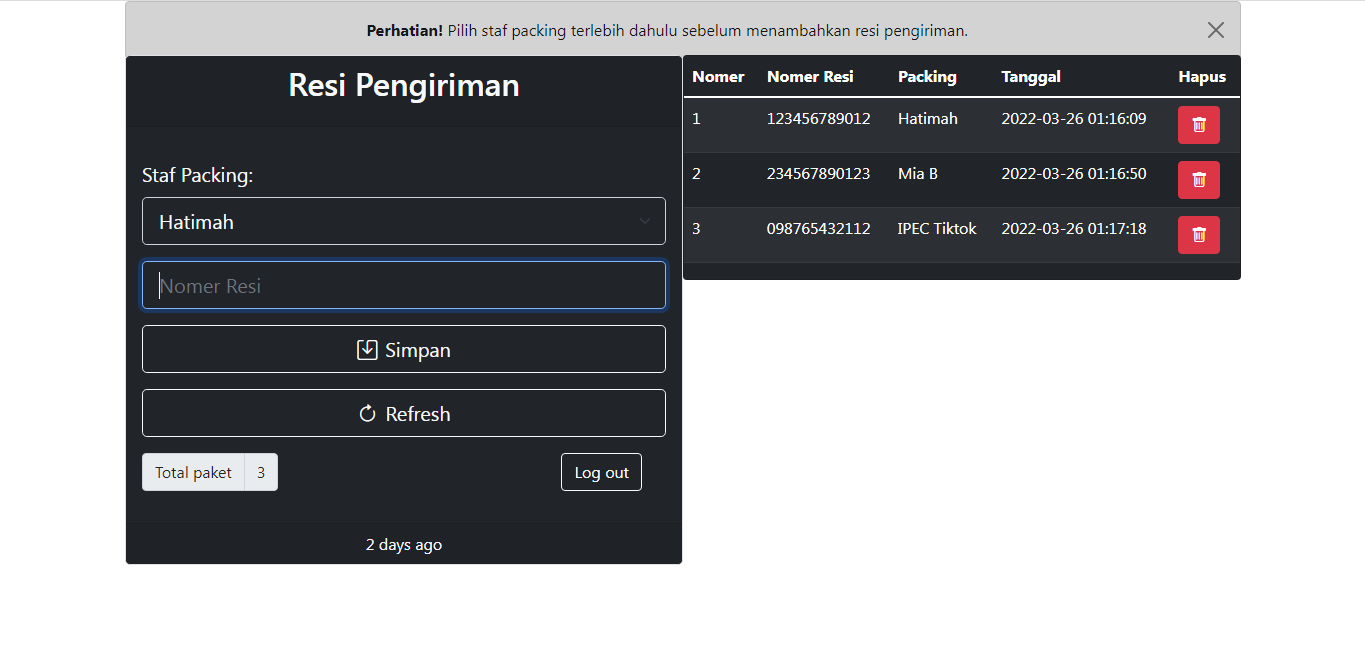 Perhatian! Pilih staf packing terlebih dahulu sebelum menambahkan resi pengiriman.
Resi Pengiriman
Staf Packing:
Hatimah
Nomer Resi
Simpan
Refresh
Total paket 3
Log out
2 days ago
Nomer Nomer Resi Packing Tanggal Hapus
1 123456789012 Hatimah 2022-03-26 01:16:09
2 234567890123 Mia B 2022-03-26 01:16:50
3 098765432112 IPEC Tiktok 2022-03-26 01:17:18